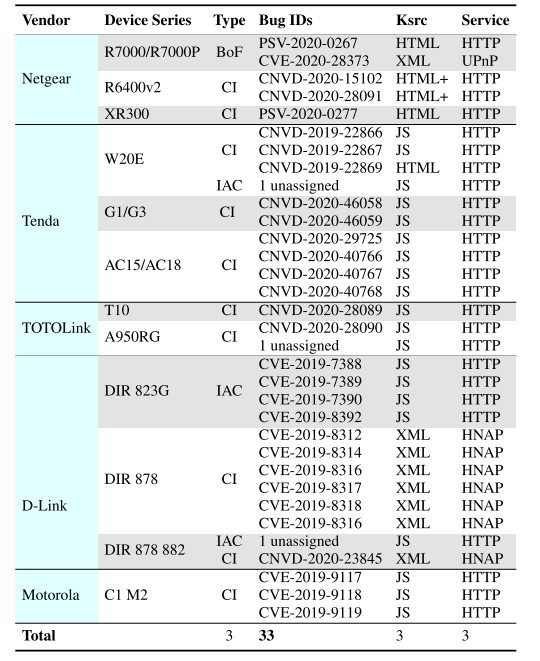 Vendor Device Series Type Bug IDs Ksrc Service
Netgear R7000/R7000P BoF PSV-2020-0267 HTML HTTP
CVE-2020-28373 XML UPnP
R6400v2 CI CNVD-2020-15102 HTML+ HTTP
CNVD-2020-28091 HTML+ HTTP
XR300 CI PSV-2020-0277 HTML HTTP
Tenda W20E CI CNVD-2019-22866 JS HTTP
CNVD-2019-22867 JS HTTP
CNVD-2019-22869 HTML HTTP
IAC 1 unassigned JS HTTP
G1/G3 CI CNVD-2020-46058 JS HTTP
CNVD-2020-46059 JS HTTP
AC15/AC18 CI CNVD-2020-29725 JS HTTP
CNVD-2020-40766 JS HTTP
CNVD-2020-40767 JS HTTP
CNVD-2020-40768 JS HTTP
TOTOLink T10 CI CNVD-2020-28089 JS HTTP
A950RG CI CNVD-2020-28090 JS HTTP
1 unassigned JS HTTP
D-Link DIR 823G IAC CVE-2019-7388 JS HTTP
CVE-2019-7389 JS HTTP
CVE-2019-7390 JS HTTP
CVE-2019-8392 JS HTTP
DIR 878 CI CVE-2019-8312 XML HNAP
CVE-2019-8314 XML HNAP
CVE-2019-8316 XML HNAP
CVE-2019-8317 XML HNAP
CVE-2019-8318 XML HNAP
CVE-2019-8316 XML HNAP
DIR 878 882 IAC 1 unassigned JS HTTP
CI CNVD-2020-23845 XML HNAP
Motorola C1 M2 CI CVE-2019-9117 JS HTTP
CVE-2019-9118 JS HTTP
CVE-2019-9119 JS HTTP
Total 3 33 3 3